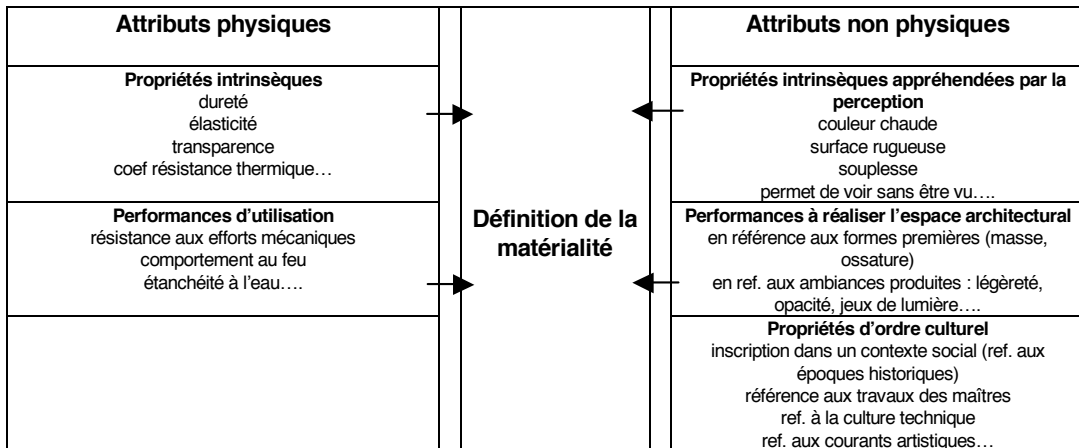 Attributs physiques
Attributs non physiques
Propriétés intrinsèques
dureté
élasticité
transparence
coef résistance thermique…
Propriétés intrinsèques appréhendées par la
perception
couleur chaude
surface rugueuse
souplesse
permet de voir sans être vu….
Définition de la
matérialité
Performances d’utilisation
résistance aux efforts mécaniques
comportement au feu
étanchéité à l’eau….
Performances à réaliser l’espace architectural
en référence aux formes premières (masse,
ossature)
en ref. aux ambiances produites : légèreté,
opacité, jeux de lumière….
Propriétés d’ordre culturel
inscription dans un contexte social (ref. aux
époques historiques)
référence aux travaux des maîtres
ref. à la culture technique
ref. aux courants artistiques…